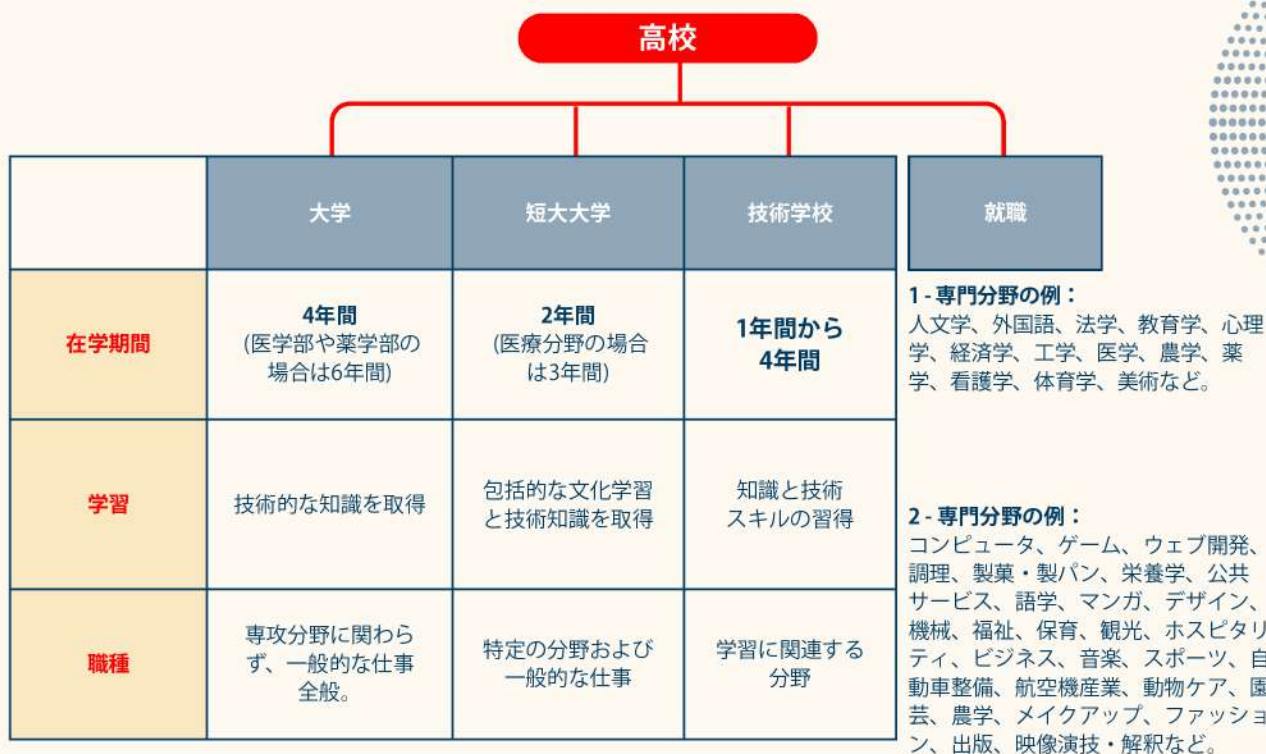 高校
大学
短大大学
技術学校
就職
在学期間
4年間
(医学部や薬学部の
場合は6年間)
2年間
(医療分野の場合
は3年間)
1年間から
4年間
学習
技術的な知識を取得
包括的な文化学習
と技術知識を取得
知識と技術
スキルの習得
職種
専攻分野に関わら
ず、一般的な仕事
全般。
特定の分野および
一般的な仕事
学習に関連する
分野
1 - 専門分野の例：
人文学、外国語、法学、教育学、心理
学、経済学、工学、医学、農学、薬
学、看護学、体育学、美術など。
2 - 専門分野の例：
コンピュータ、ゲーム、ウェブ開発、
調理、製菓・製パン、栄養学、公共
サービス、語学、マンガ、デザイン、
機械、福祉、保育、観光、ホスピタリ
ティ、ビジネス、音楽、スポーツ、自
動車整備、航空機産業、動物ケア、園
芸、農学、メイクアップ、ファッショ
ン、出版、映像演技・解釈など。